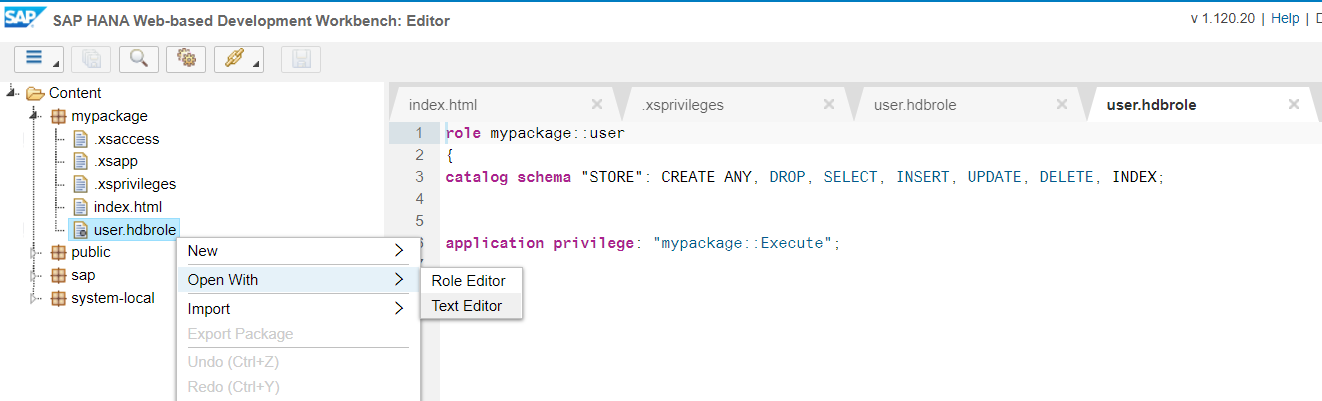 SAP SAP HANA Web-based Development Workbench: Editor v 1.120.20 | Help |
Content
mypackage
.xsaccess
.xsapp
.xsprivileges
index.html
user.hdbrole
public
sap
system-local
New
Open With
Import
Export Package
Undo (Ctrl+Z)
Redo (Ctrl+Y)
Role Editor
Text Editor
index.html .xsprivileges user.hdbrole user.hdbrole
1 role mypackage::user
2 {
3 catalog schema "STORE": CREATE ANY, DROP, SELECT, INSERT, UPDATE, DELETE, INDEX;
4
5
application privilege: "mypackage::Execute";